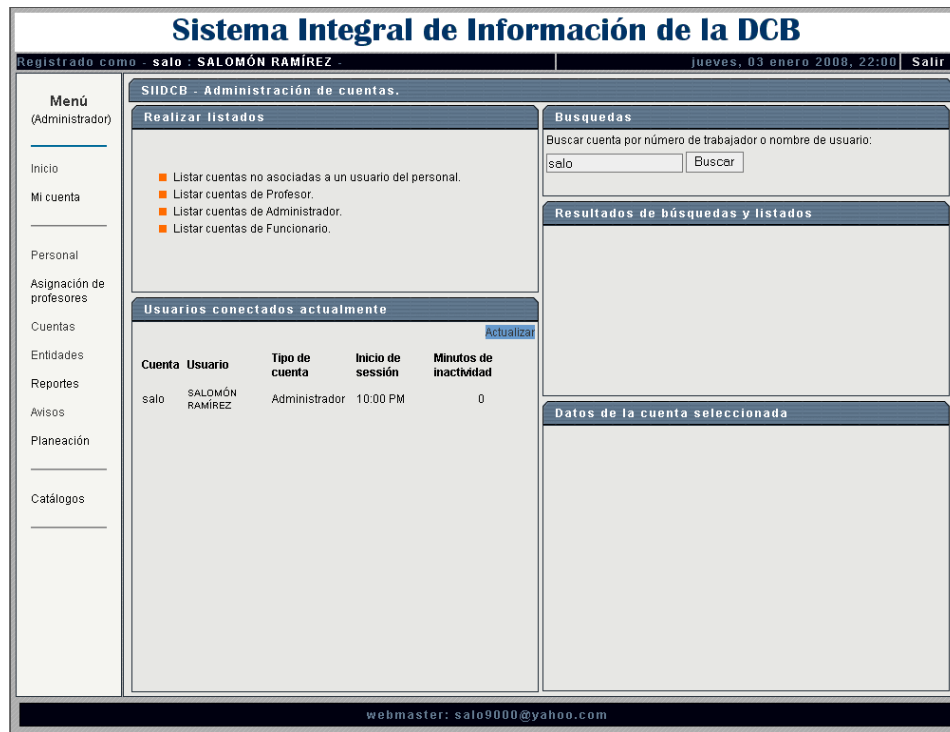 Sistema Integral de Información de la DCB
Registrado como - salo : SALOMÓN RAMÍREZ -
jueves, 03 enero 2008, 22:00 Salir
Menú
(Administrador)
Inicio
Mi cuenta
Personal
Asignación de
profesores
Cuentas
Entidades
Reportes
Avisos
Planeación
Catálogos
SIIDCB - Administración de cuentas.
Realizar listados
Listar cuentas no asociadas a un usuario del personal.
Listar cuentas de Profesor.
Listar cuentas de Administrador.
Listar cuentas de Funcionario.
Usuarios conectados actualmente
Actualizar
Cuenta Usuario Tipo de cuenta Inicio de sessión Minutos de inactividad
salo SALOMÓN RAMÍREZ Administrador 10:00 PM 0
Busquedas
Buscar cuenta por número de trabajador o nombre de usuario:
salo Buscar
Resultados de búsquedas y listados
Datos de la cuenta seleccionada
webmaster: salo9000@yahoo.com